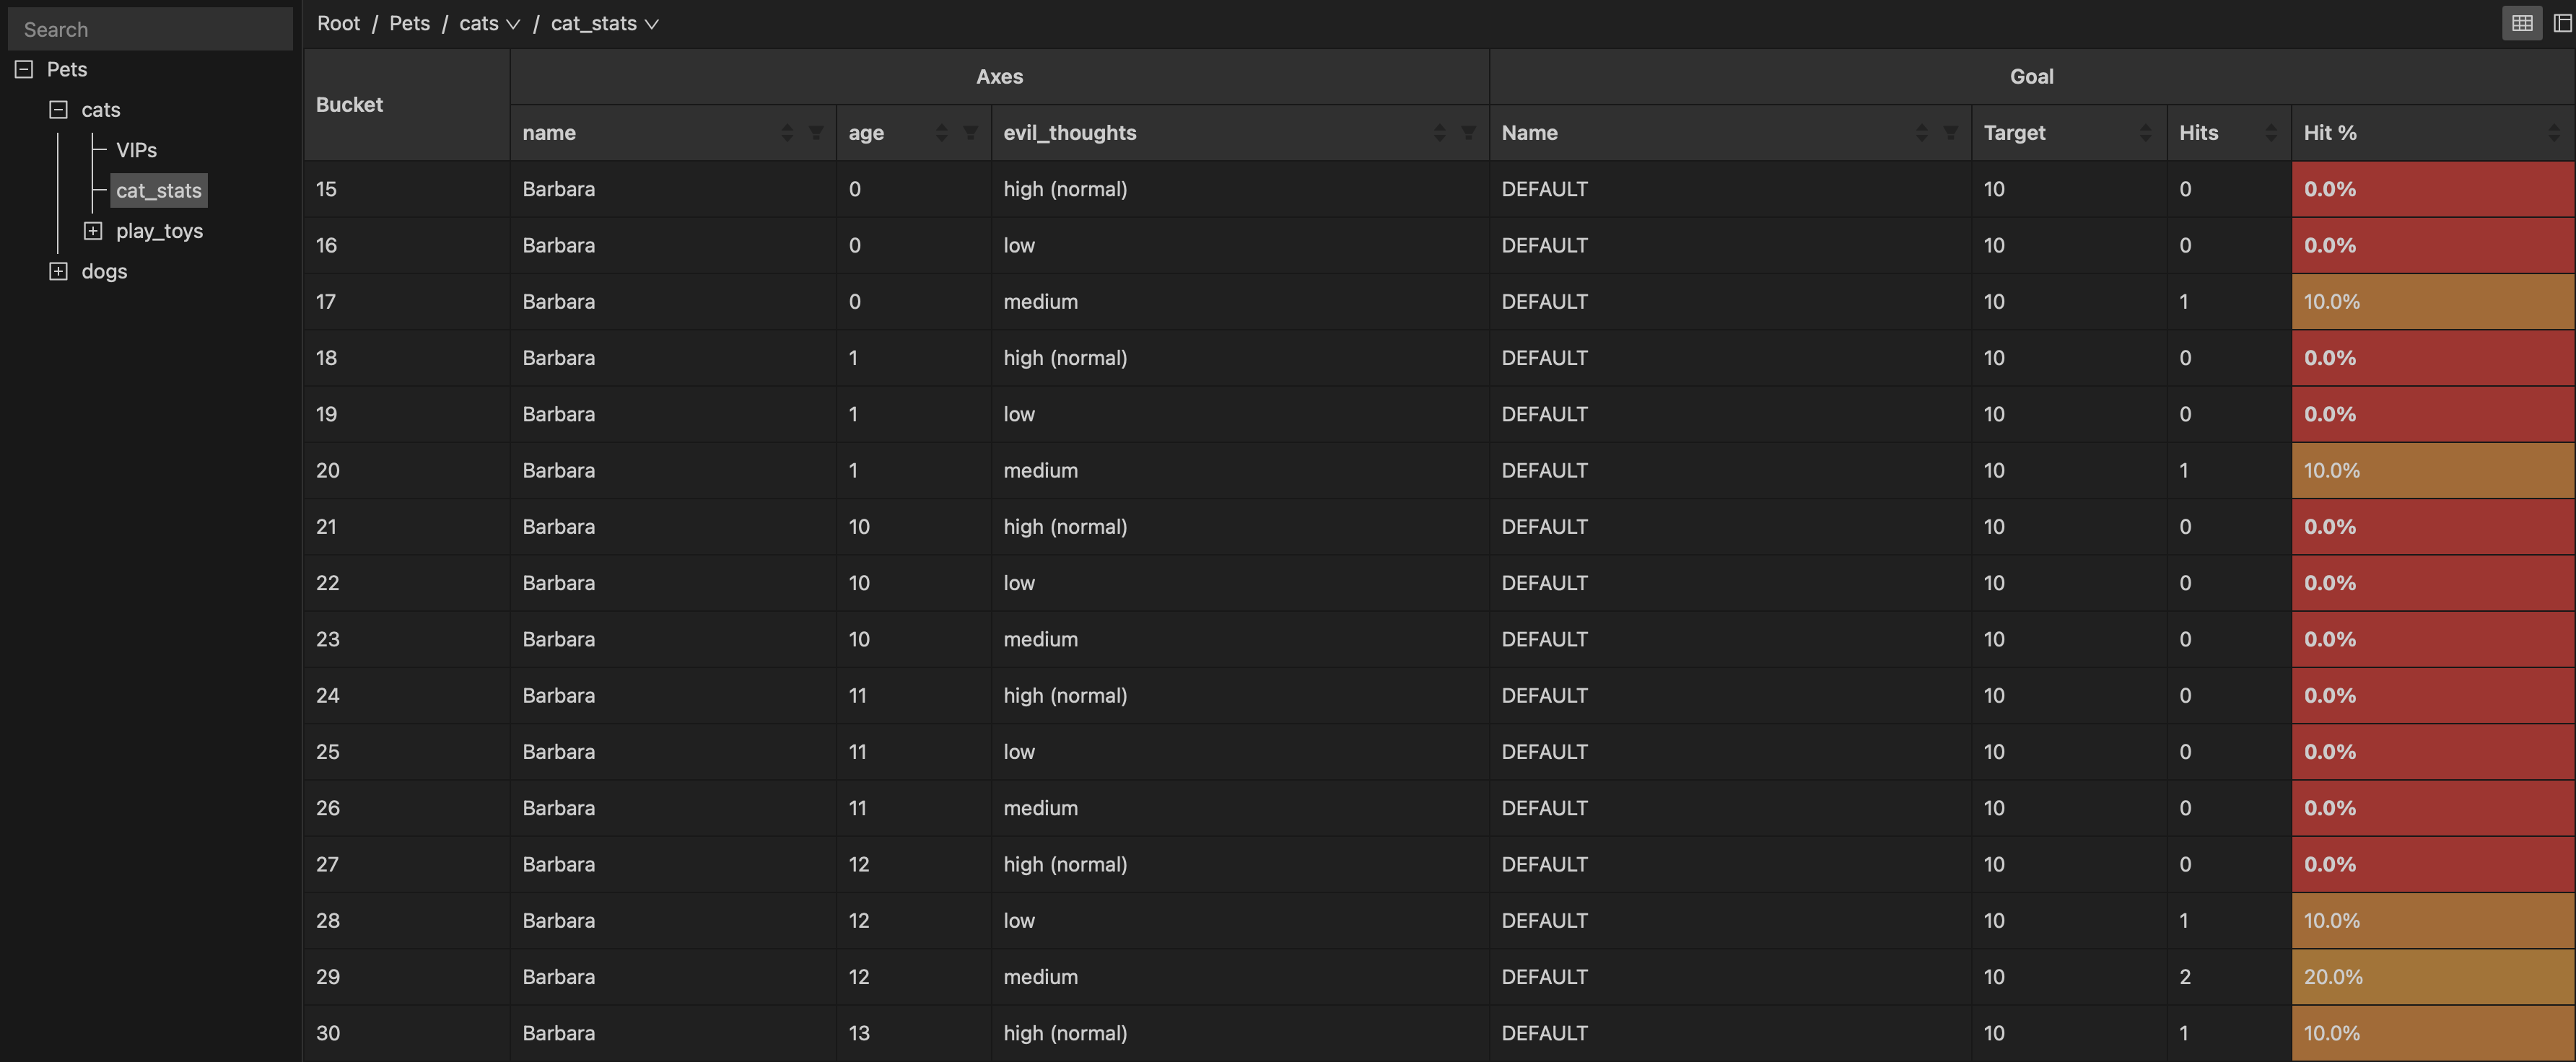 Search
Pets
cats
VIPs
cat_stats
play_toys
dogs
Root / Pets / cats / cat_stats
Bucket Axes Goal
name age evil_thoughts Name Target Hits Hit %
15 Barbara 0 high (normal) DEFAULT 10 0 0.0%
16 Barbara 0 low DEFAULT 10 0 0.0%
17 Barbara 0 medium DEFAULT 10 1 10.0%
18 Barbara 1 high (normal) DEFAULT 10 0 0.0%
19 Barbara 1 low DEFAULT 10 0 0.0%
20 Barbara 1 medium DEFAULT 10 1 10.0%
21 Barbara 10 high (normal) DEFAULT 10 0 0.0%
22 Barbara 10 low DEFAULT 10 0 0.0%
23 Barbara 10 medium DEFAULT 10 0 0.0%
24 Barbara 11 high (normal) DEFAULT 10 0 0.0%
25 Barbara 11 low DEFAULT 10 0 0.0%
26 Barbara 11 medium DEFAULT 10 0 0.0%
27 Barbara 12 high (normal) DEFAULT 10 0 0.0%
28 Barbara 12 low DEFAULT 10 1 10.0%
29 Barbara 12 medium DEFAULT 10 2 20.0%
30 Barbara 13 high (normal) DEFAULT 10 1 10.0%